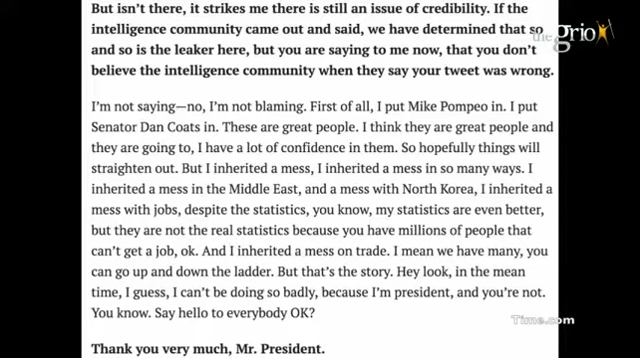 But isn't there, it strikes me there is still an issue of credibility. If the
intelligence community came out and said, we have determined that so
and so is the leaker here, but you are saying to me now, that you don't
believe the intelligence community when they say your tweet was wrong.
I'm not saying—no, I'm not blaming. First of all, I put Mike Pompeo in. I put
Senator Dan Coats in. These are great people. I think they are great people and
they are going to, I have a lot of confidence in them. So hopefully things will
straighten out. But I inherited a mess, I inherited a mess in so many ways. I
inherited a mess in the Middle East, and a mess with North Korea, I inherited a
mess with jobs, despite the statistics, you know, my statistics are even better,
but they are not the real statistics because you have millions of people that
can't get a job, ok. And I inherited a mess on trade. I mean we have many, you
can go up and down the ladder. But that's the story. Hey look, in the mean
time, I guess, I can't be doing so badly, because I'm president, and you're not.
You know. Say hello to everybody OK?
Thank you very much, Mr. President.
the grio
Time.com